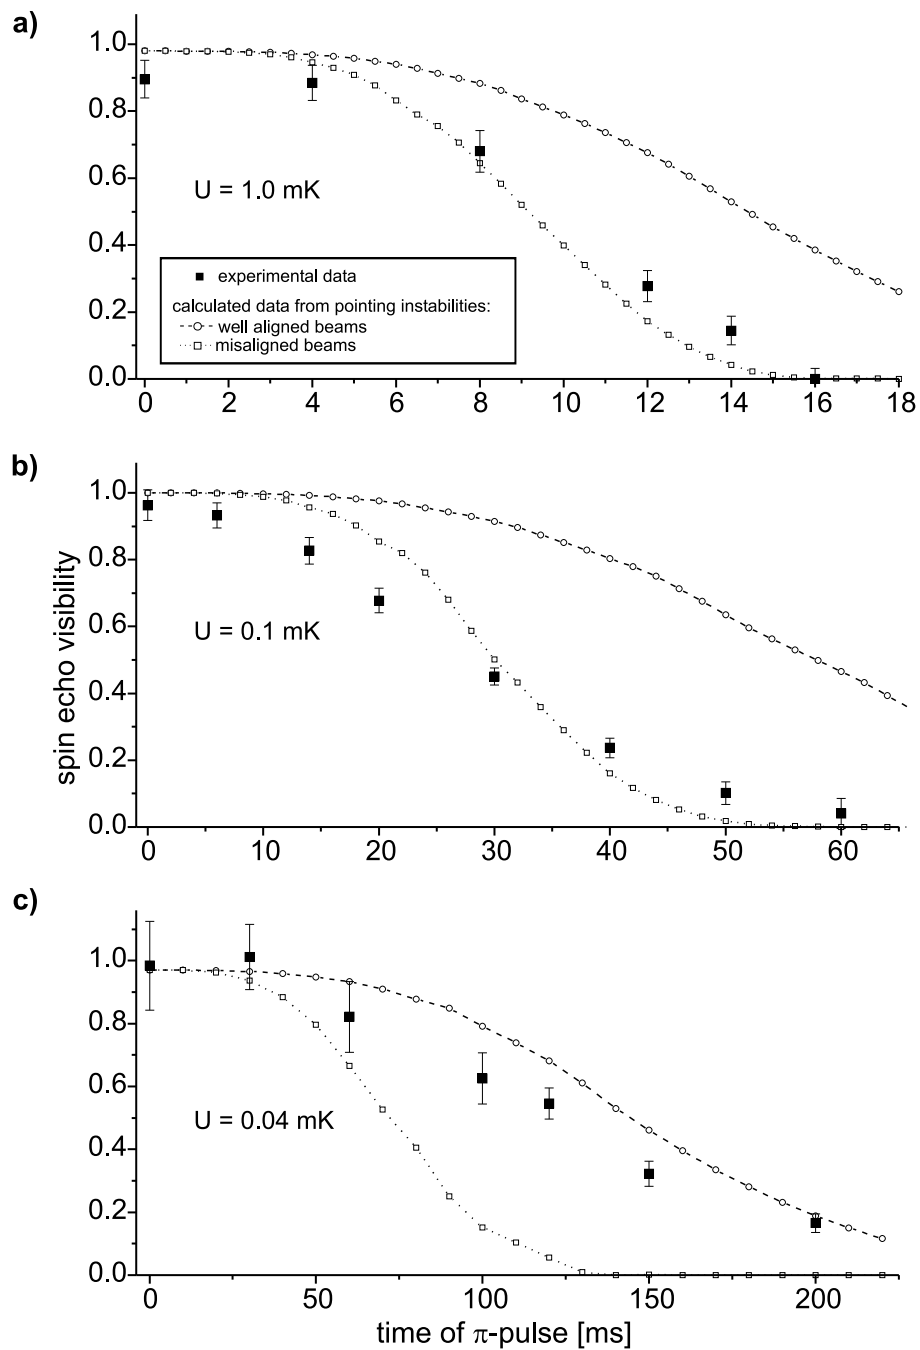 a)
1.0
0.8
0.6
0.4
0.2
0.0
U = 1.0 mK
experimental data
calculated data from pointing instabilities:
well aligned beams
misaligned beams
0 2 4 6 8 10 12 14 16 18
b)
1.0
0.8
0.6
0.4
0.2
0.0
spin echo visibility
U = 0.1 mK
0 10 20 30 40 50 60
c)
1.0
0.8
0.6
0.4
0.2
0.0
U = 0.04 mK
0 50 100 150 200
time of π-pulse [ms]